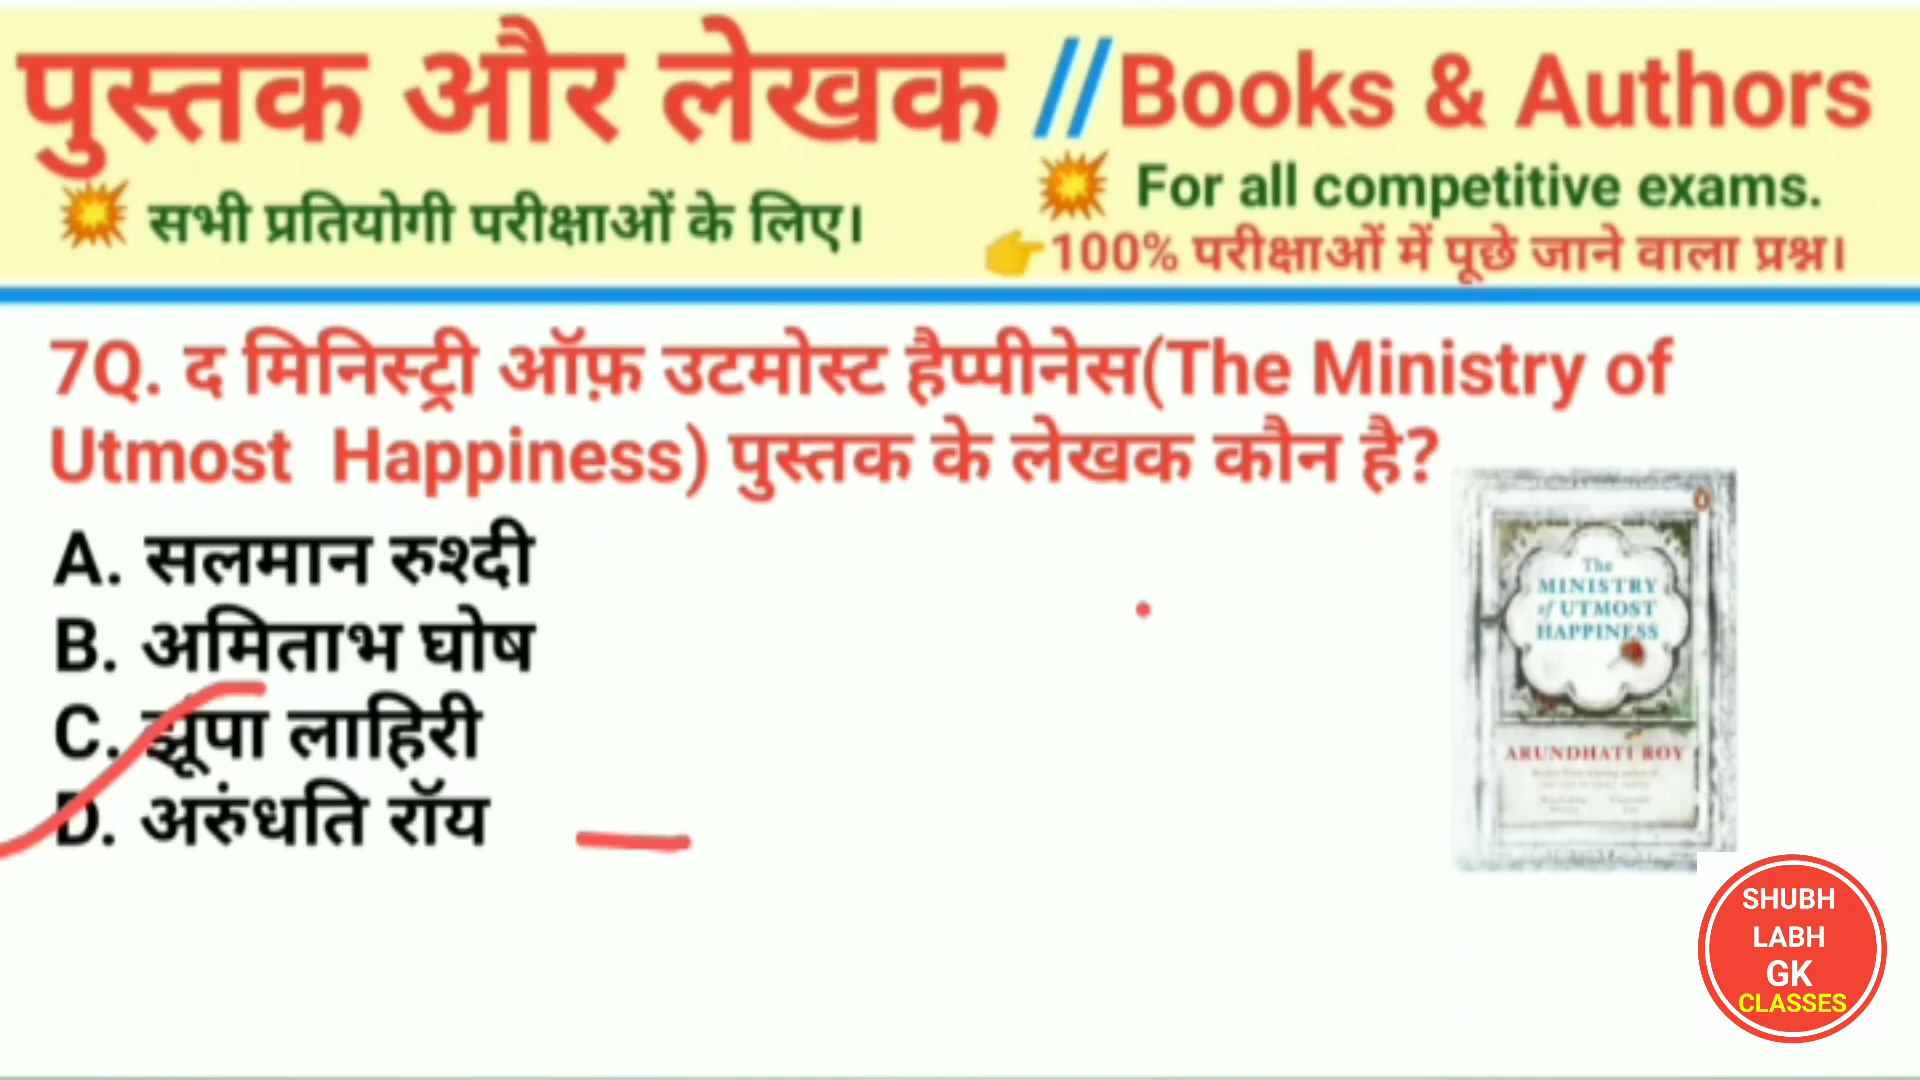 पुस्तक और लेखक //Books & Authors
💥 सभी प्रतियोगी परीक्षाओं के लिए।
💥 For all competitive exams.
👉100% परीक्षाओं में पूछे जाने वाला प्रश्न।
7Q. द मिनिस्ट्री ऑफ़ उटमोस्ट हैप्पीनेस(The Ministry of
Utmost Happiness) पुस्तक के लेखक कौन है?
A. सलमान रुश्दी
B. अमिताभ घोष
C. झूंपा लाहिरी
D. अरुंधति रॉय
The
MINISTRY
of UTMOST
HAPPINESS
ARUNDHATI ROY
SHUBH
LABH
GK
CLASSES